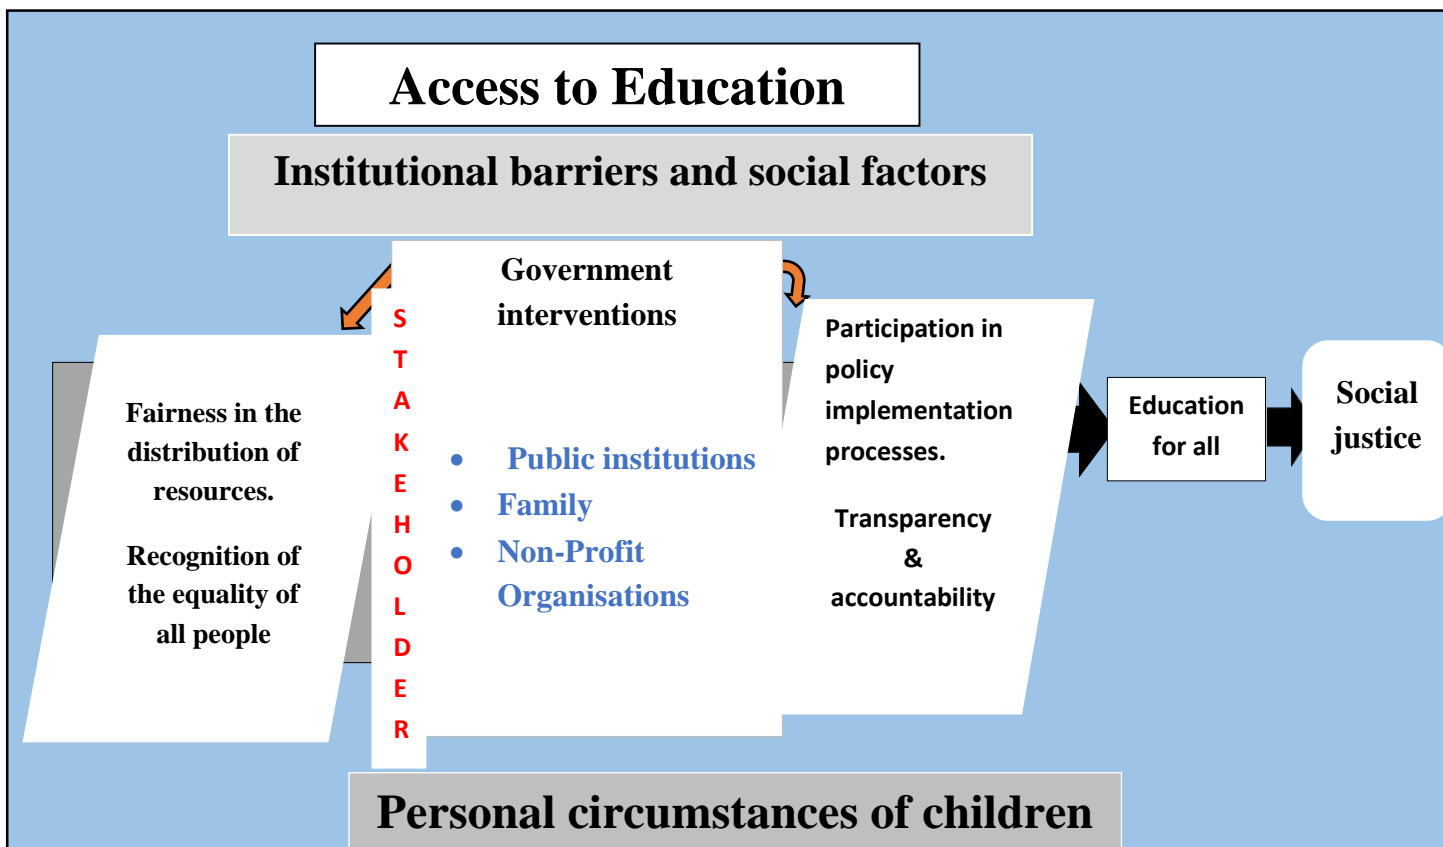 Access to Education
Institutional barriers and social factors
Fairness in the
distribution of
resources.
Recognition of
the equality of
all people
S
T
A
K
E
H
O
L
D
E
R
Government
interventions
• Public institutions
• Family
• Non-Profit
Organisations
Participation in
policy
implementation
processes.
Transparency
&
accountability
Education
for all
Social
justice
Personal circumstances of children